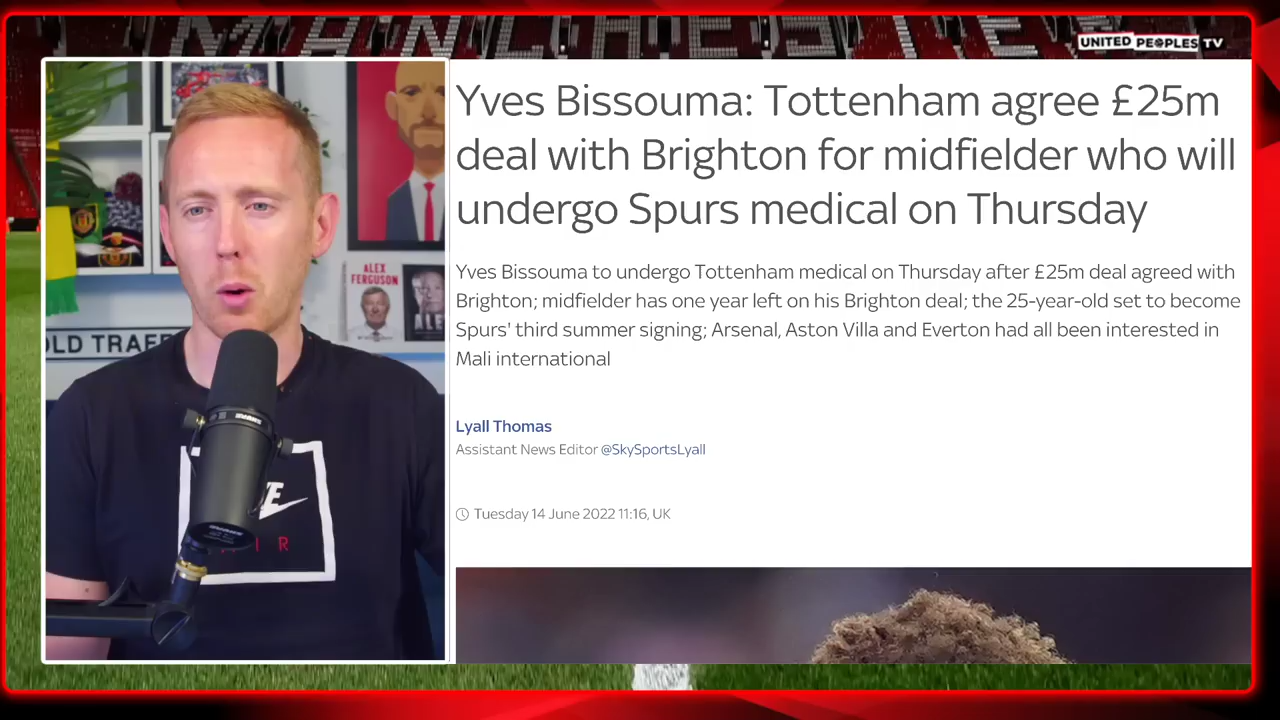 MANCHESTE
UNITED PEOPLES TV
Yves Bissouma: Tottenham agree £25m
deal with Brighton for midfielder who will
undergo Spurs medical on Thursday
Yves Bissouma to undergo Tottenham medical on Thursday after £25m deal agreed with
Brighton; midfielder has one year left on his Brighton deal; the 25-year-old set to become
Spurs' third summer signing; Arsenal, Aston Villa and Everton had all been interested in
Mali international
Lyall Thomas
Assistant News Editor @SkySportsLyall
Tuesday 14 June 2022 11:16, UK
ALEX
FERGUSON
ALE
OLD TRAFF
IR